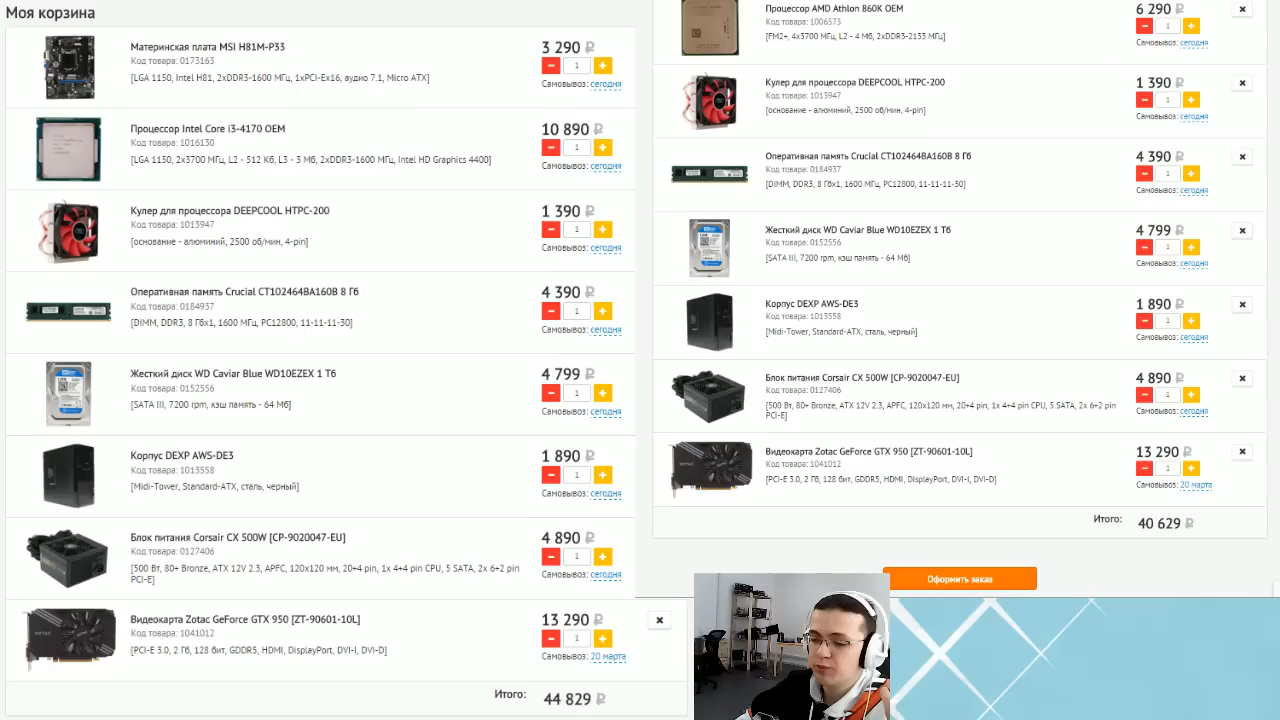 Моя корзина
Материнская плата MSI H81M-P33
Код товара: 0173163
[LGA 1150, Intel H81, 2xDDR3-1600 МГц, 1xPCI-Ex16, аудио 7.1, Micro ATX]
3 290 ₽
1
Самовывоз: сегодня
Процессор Intel Core i3-4170 OEM
Код товара: 1016130
[LGA 1150, 2x3700 МГц, L2 - 512 Кб, L3 - 3 Мб, 2xDDR3-1600 МГц, Intel HD Graphics 4400]
10 890 ₽
1
Самовывоз: сегодня
Кулер для процессора DEEPCOOL HTPC-200
Код товара: 1013947
[основание - алюминий, 2500 об/мин, 4-pin]
1 390 ₽
1
Самовывоз: сегодня
Оперативная память Crucial CT102464BA160B 8 Гб
Код товара: 0184937
[DIMM, DDR3, 8 Гбx1, 1600 МГц, PC12800, 11-11-11-30]
4 390 ₽
1
Самовывоз: сегодня
Жесткий диск WD Caviar Blue WD10EZEX 1 Тб
Код товара: 0152556
[SATA III, 7200 rpm, кэш память - 64 Мб]
4 799 ₽
1
Самовывоз: сегодня
Корпус DEXP AWS-DE3
Код товара: 1013558
[Midi-Tower, Standard-ATX, сталь, черный]
1 890 ₽
1
Самовывоз: сегодня
Блок питания Corsair CX 500W [CP-9020047-EU]
Код товара: 0127406
[500 Вт, 80+ Bronze, ATX 12V 2.3, APFC, 120x120 мм, 20+4 pin, 1x 4+4 pin CPU, 5 SATA, 2x 6+2 pin
PCI-E]
4 890 ₽
1
Самовывоз: сегодня
Видеокарта Zotac GeForce GTX 950 [ZT-90601-10L]
Код товара: 1041012
[PCI-E 3.0, 2 Гб, 128 бит, GDDR5, HDMI, DisplayPort, DVI-I, DVI-D]
13 290 ₽
1
Самовывоз: 20 марта
Итого: 44 829 ₽
Процессор AMD Athlon 860K OEM
Код товара: 1006573
[FM2+, 4x3700 МГц, L2 - 4 Мб, 2xDDR3-2133 МГц]
6 290 ₽
1
Самовывоз: сегодня
Кулер для процессора DEEPCOOL HTPC-200
Код товара: 1013947
[основание - алюминий, 2500 об/мин, 4-pin]
1 390 ₽
1
Самовывоз: сегодня
Оперативная память Crucial CT102464BA160B 8 Гб
Код товара: 0184937
[DIMM, DDR3, 8 Гбx1, 1600 МГц, PC12800, 11-11-11-30]
4 390 ₽
1
Самовывоз: сегодня
Жесткий диск WD Caviar Blue WD10EZEX 1 Тб
Код товара: 0152556
[SATA III, 7200 rpm, кэш память - 64 Мб]
4 799 ₽
1
Самовывоз: сегодня
Корпус DEXP AWS-DE3
Код товара: 1013558
[Midi-Tower, Standard-ATX, сталь, черный]
1 890 ₽
1
Самовывоз: сегодня
Блок питания Corsair CX 500W [CP-9020047-EU]
Код товара: 0127406
[500 Вт, 80+ Bronze, ATX 12V 2.3, APFC, 120x120 мм, 20+4 pin, 1x 4+4 pin CPU, 5 SATA, 2x 6+2 pin
PCI-E]
4 890 ₽
1
Самовывоз: сегодня
Видеокарта Zotac GeForce GTX 950 [ZT-90601-10L]
Код товара: 1041012
[PCI-E 3.0, 2 Гб, 128 бит, GDDR5, HDMI, DisplayPort, DVI-I, DVI-D]
13 290 ₽
1
Самовывоз: 20 марта
Итого: 40 629 ₽
Оформить заказ